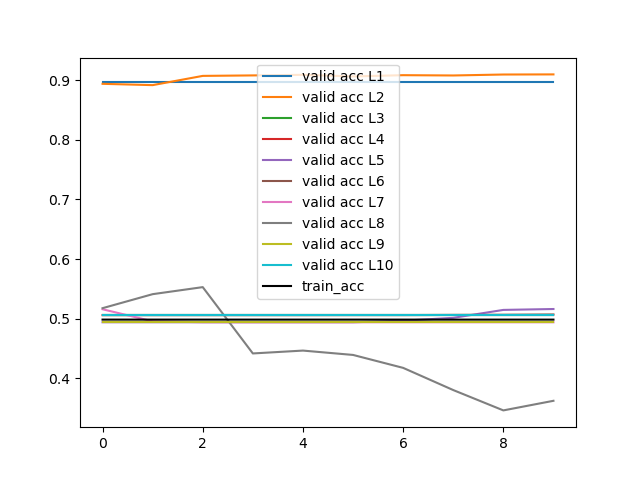 0.9
0.8
0.7
0.6
0.5
0.4
0 2 4 6 8
valid acc L1
valid acc L2
valid acc L3
valid acc L4
valid acc L5
valid acc L6
valid acc L7
valid acc L8
valid acc L9
valid acc L10
train_acc